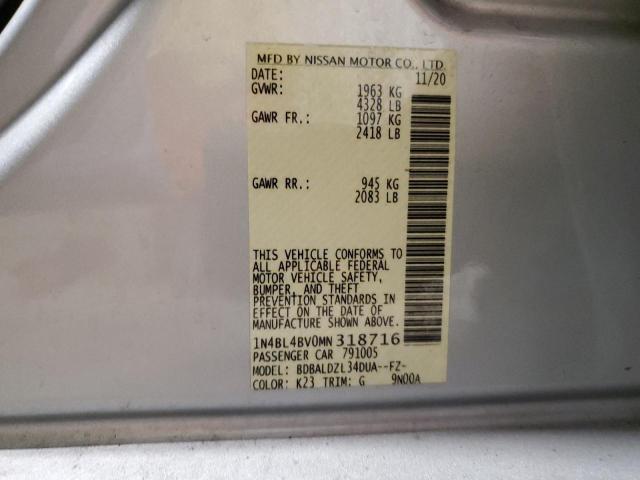 MFD BY NISSAN MOTOR CO., LTD.
DATE: 11/20
GVWR: 1963 KG
4328 LB
GAWR FR.: 1097 KG
2418 LB
GAWR RR.: 945 KG
2083 LB
THIS VEHICLE CONFORMS TO
ALL APPLICABLE FEDERAL
MOTOR VEHICLE SAFETY,
BUMPER, AND THEFT
PREVENTION STANDARDS IN
EFFECT ON THE DATE OF
MANUFACTURE SHOWN ABOVE.
1N4BL4BV0MN318716
PASSENGER CAR 791005
MODEL: BDBALDZL34DUA--FZ-
COLOR: K23 TRIM: G 9N00A